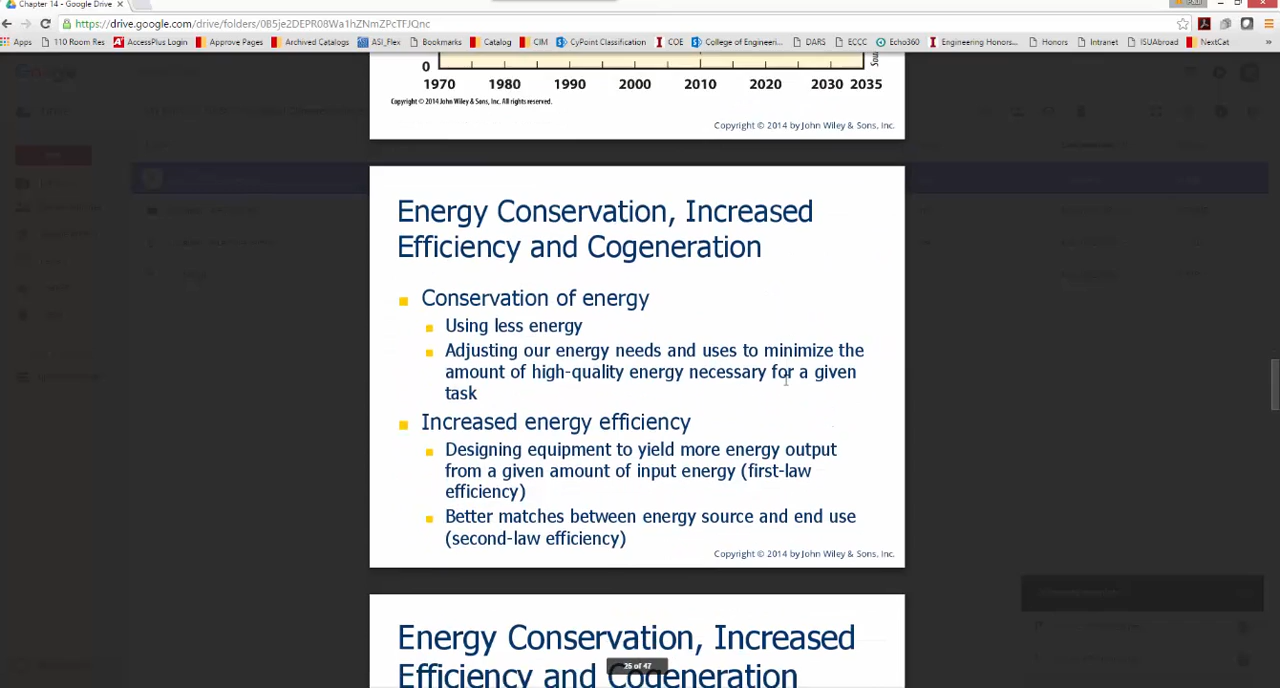 Chapter 14 - Google Drive
https://drive.google.com/drive/folders/0B5je2DEPR08Wa1hZNmZPcTFJQnc
Apps 110 Room Res AccessPlus Login Approve Pages Archived Catalogs ASI_Flex Bookmarks Catalog CIM CyPoint Classification COE College of Engineeri... DARS ECCC Echo360 Engineering Honors... Honors Intranet ISUAbroad NextCat »
0
1970 1980 1990 2000 2010 2020 2030 2035
Copyright © 2014 John Wiley & Sons, Inc. All rights reserved.
Copyright © 2014 by John Wiley & Sons, Inc.
Energy Conservation, Increased
Efficiency and Cogeneration
Conservation of energy
Using less energy
Adjusting our energy needs and uses to minimize the
amount of high-quality energy necessary for a given
task
Increased energy efficiency
Designing equipment to yield more energy output
from a given amount of input energy (first-law
efficiency)
Better matches between energy source and end use
(second-law efficiency)
Copyright © 2014 by John Wiley & Sons, Inc.
Energy Conservation, Increased
Efficiency and Cogeneration
25 of 47